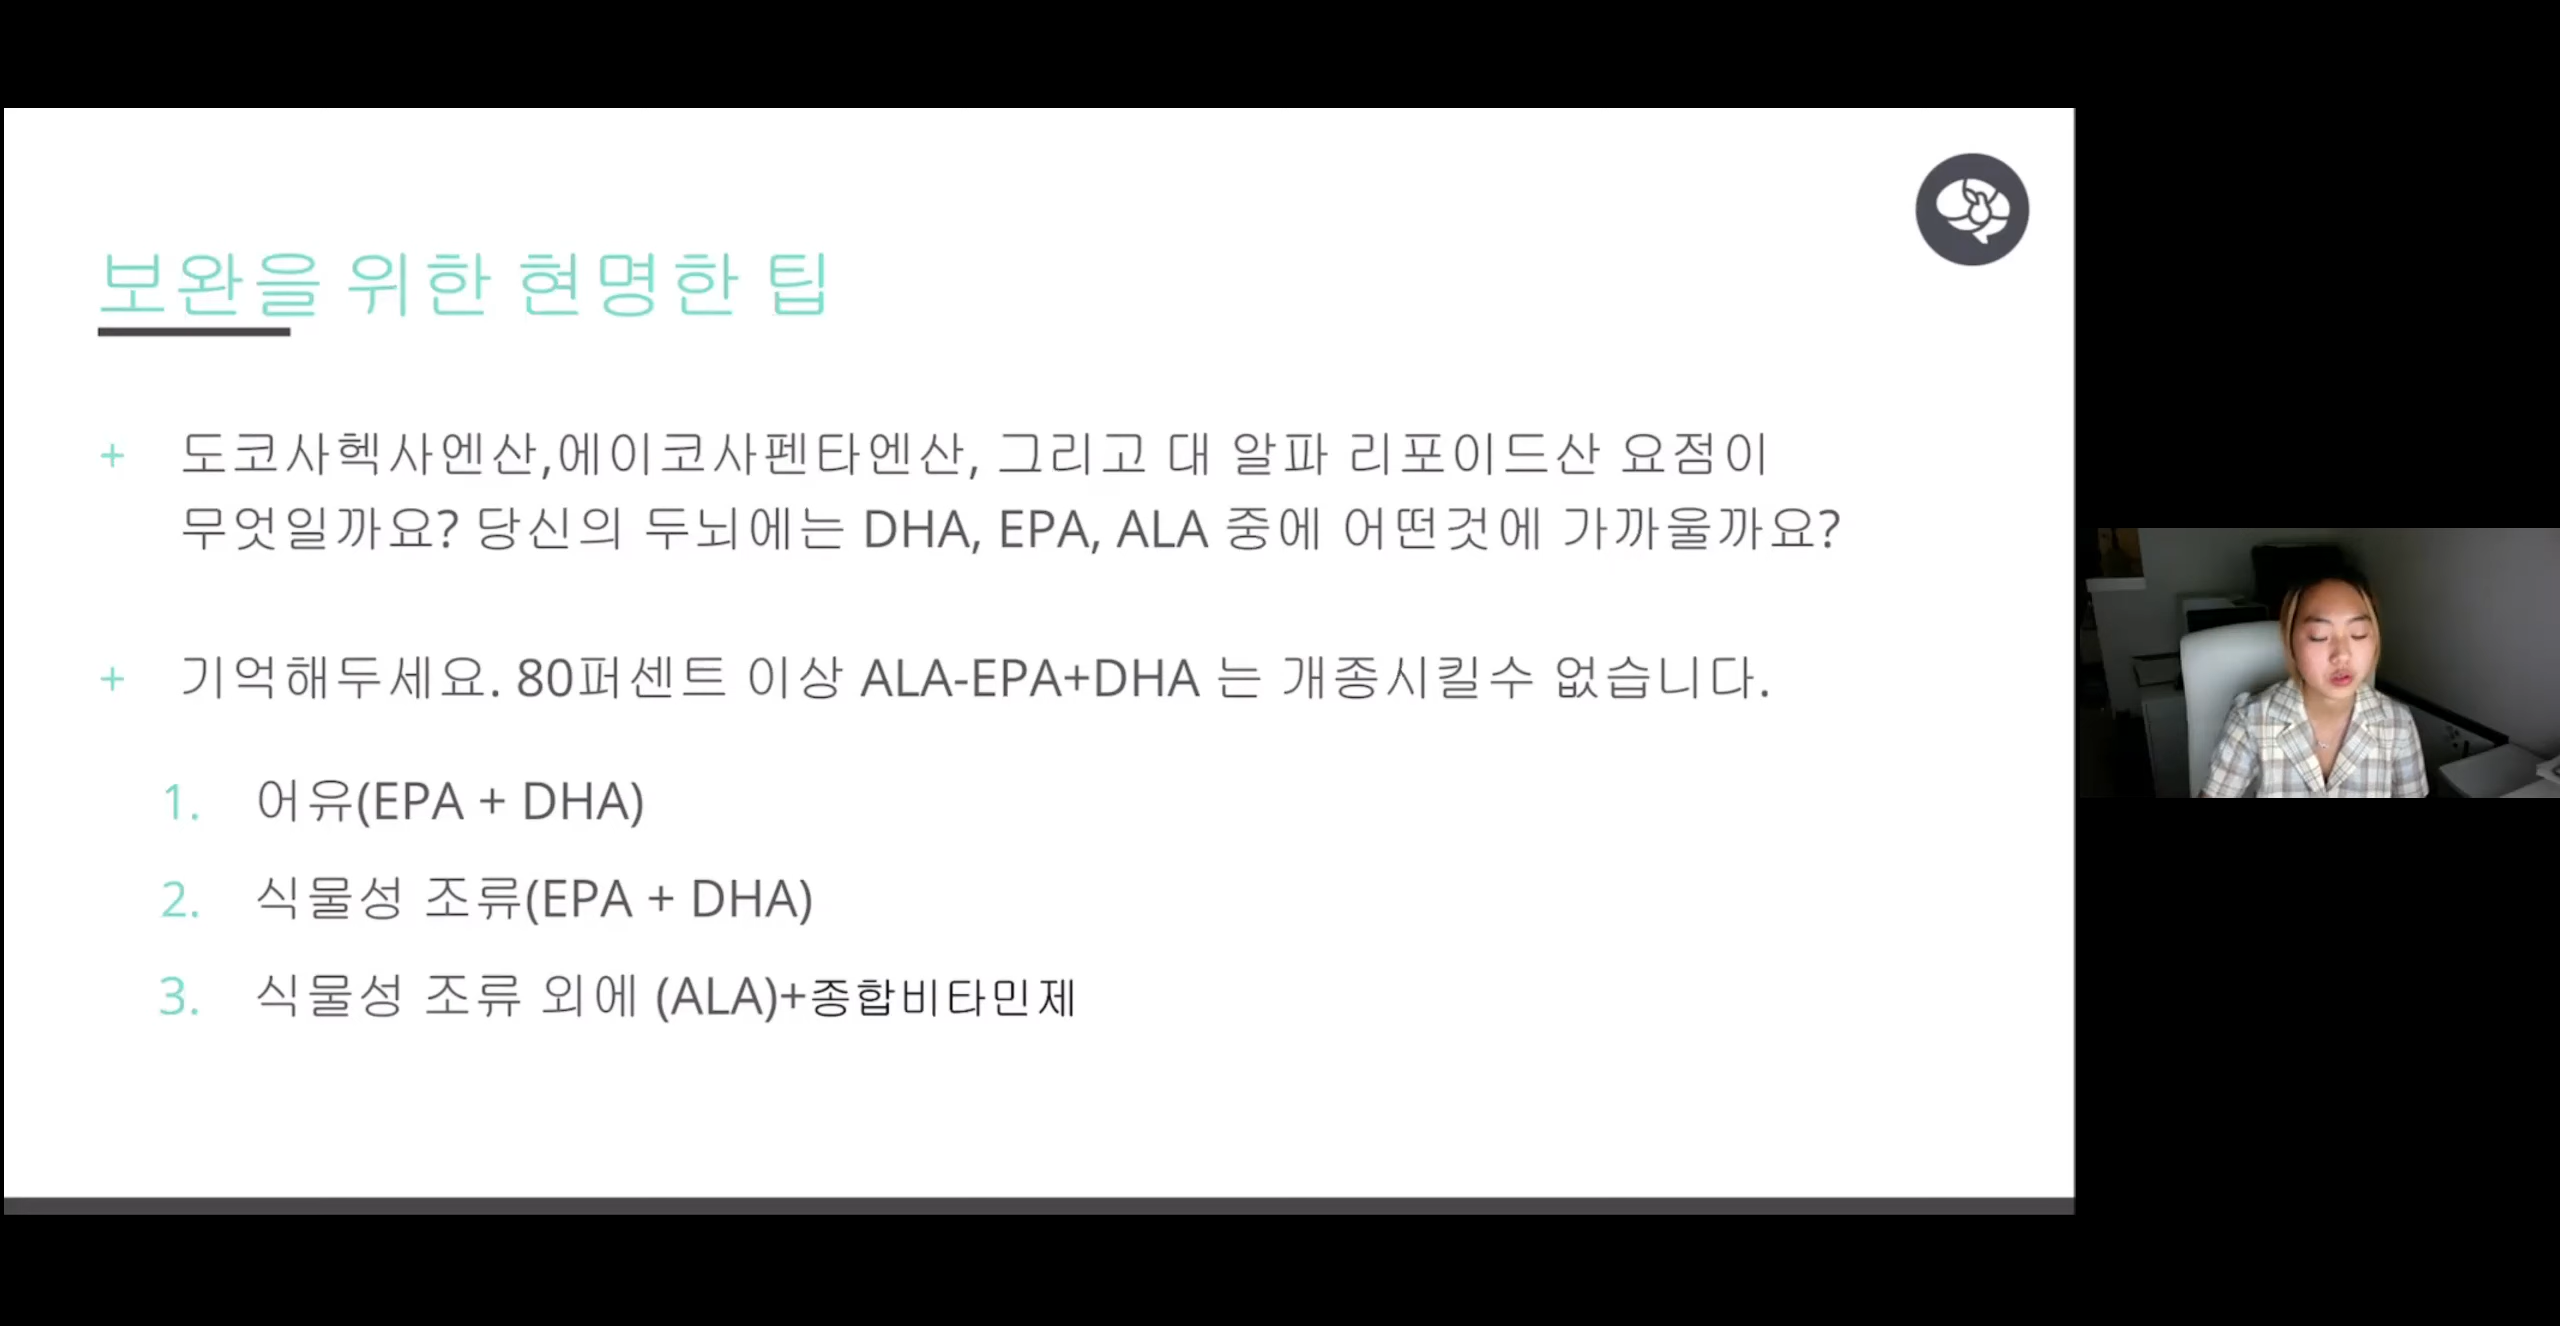 보완을 위한 현명한 팁
+ 도코사헥사엔산,에이코사펜타엔산, 그리고 대 알파 리포이드산 요점이
무엇일까요? 당신의 두뇌에는 DHA, EPA, ALA 중에 어떤것에 가까울까요?
+ 기억해두세요. 80퍼센트 이상 ALA-EPA+DHA 는 개종시킬수 없습니다.
1. 어유(EPA + DHA)
2. 식물성 조류(EPA + DHA)
3. 식물성 조류 외에 (ALA)+종합비타민제